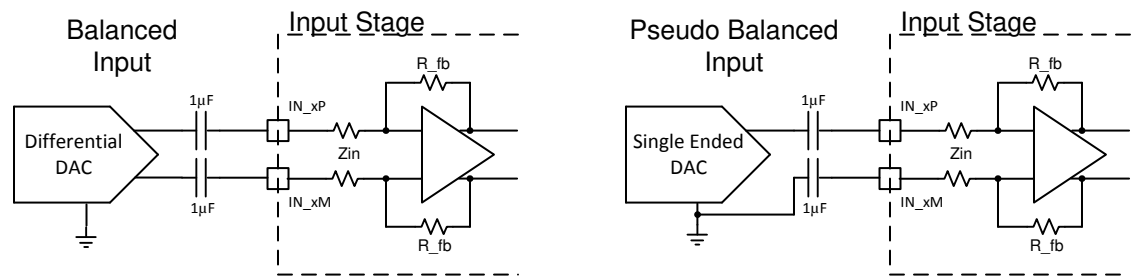 Balanced
Input
Input Stage
R_fb
1µF
IN_xP
Differential
DAC
Zin
1µF
IN_xM
R_fb
Pseudo Balanced
Input
Input Stage
R_fb
1µF
IN_xP
Single Ended
DAC
Zin
1µF
IN_xM
R_fb